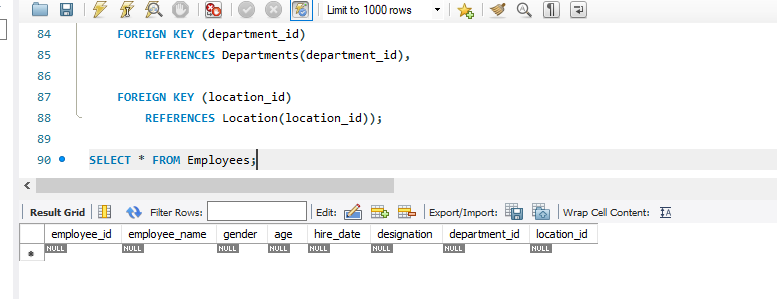 Limit to 1000 rows
84 FOREIGN KEY (department_id)
85 REFERENCES Departments(department_id),
86
87 FOREIGN KEY (location_id)
88 REFERENCES Location(location_id));
89
90 SELECT * FROM Employees;
Result Grid Filter Rows: Edit: Export/Import: Wrap Cell Content: IA
employee_id employee_name gender age hire_date designation department_id location_id
* NULL NULL NULL NULL NULL NULL NULL NULL